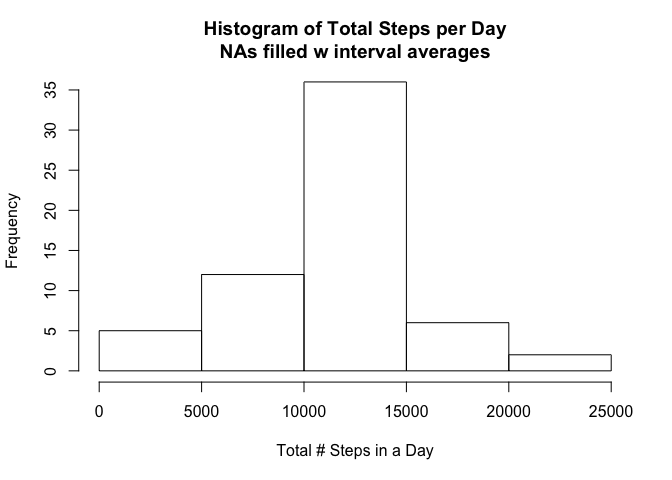 Histogram of Total Steps per Day
NAs filled w interval averages
Frequency
35
30
25
20
15
10
5
0
0 5000 10000 15000 20000 25000
Total # Steps in a Day